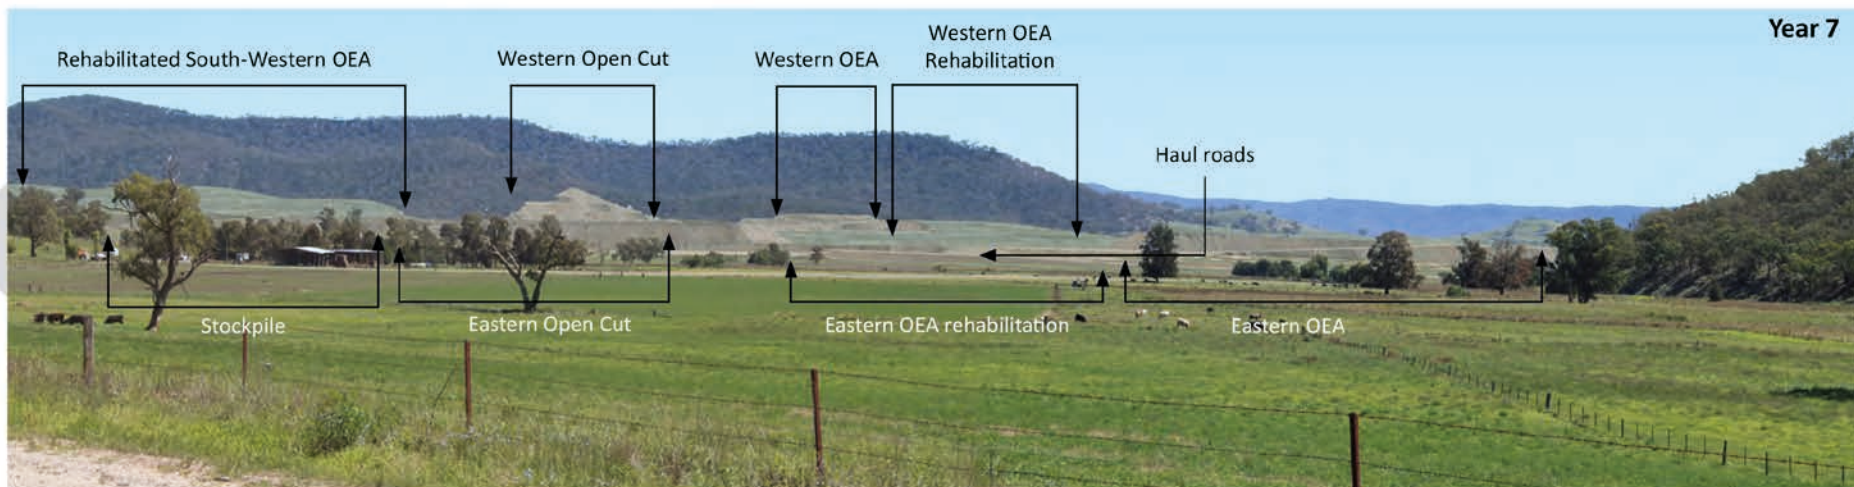 Year 7
Rehabilitated South-Western OEA
Western Open Cut
Western OEA
Western OEA
Rehabilitation
Haul roads
Stockpile
Eastern Open Cut
Eastern OEA rehabilitation
Eastern OEA